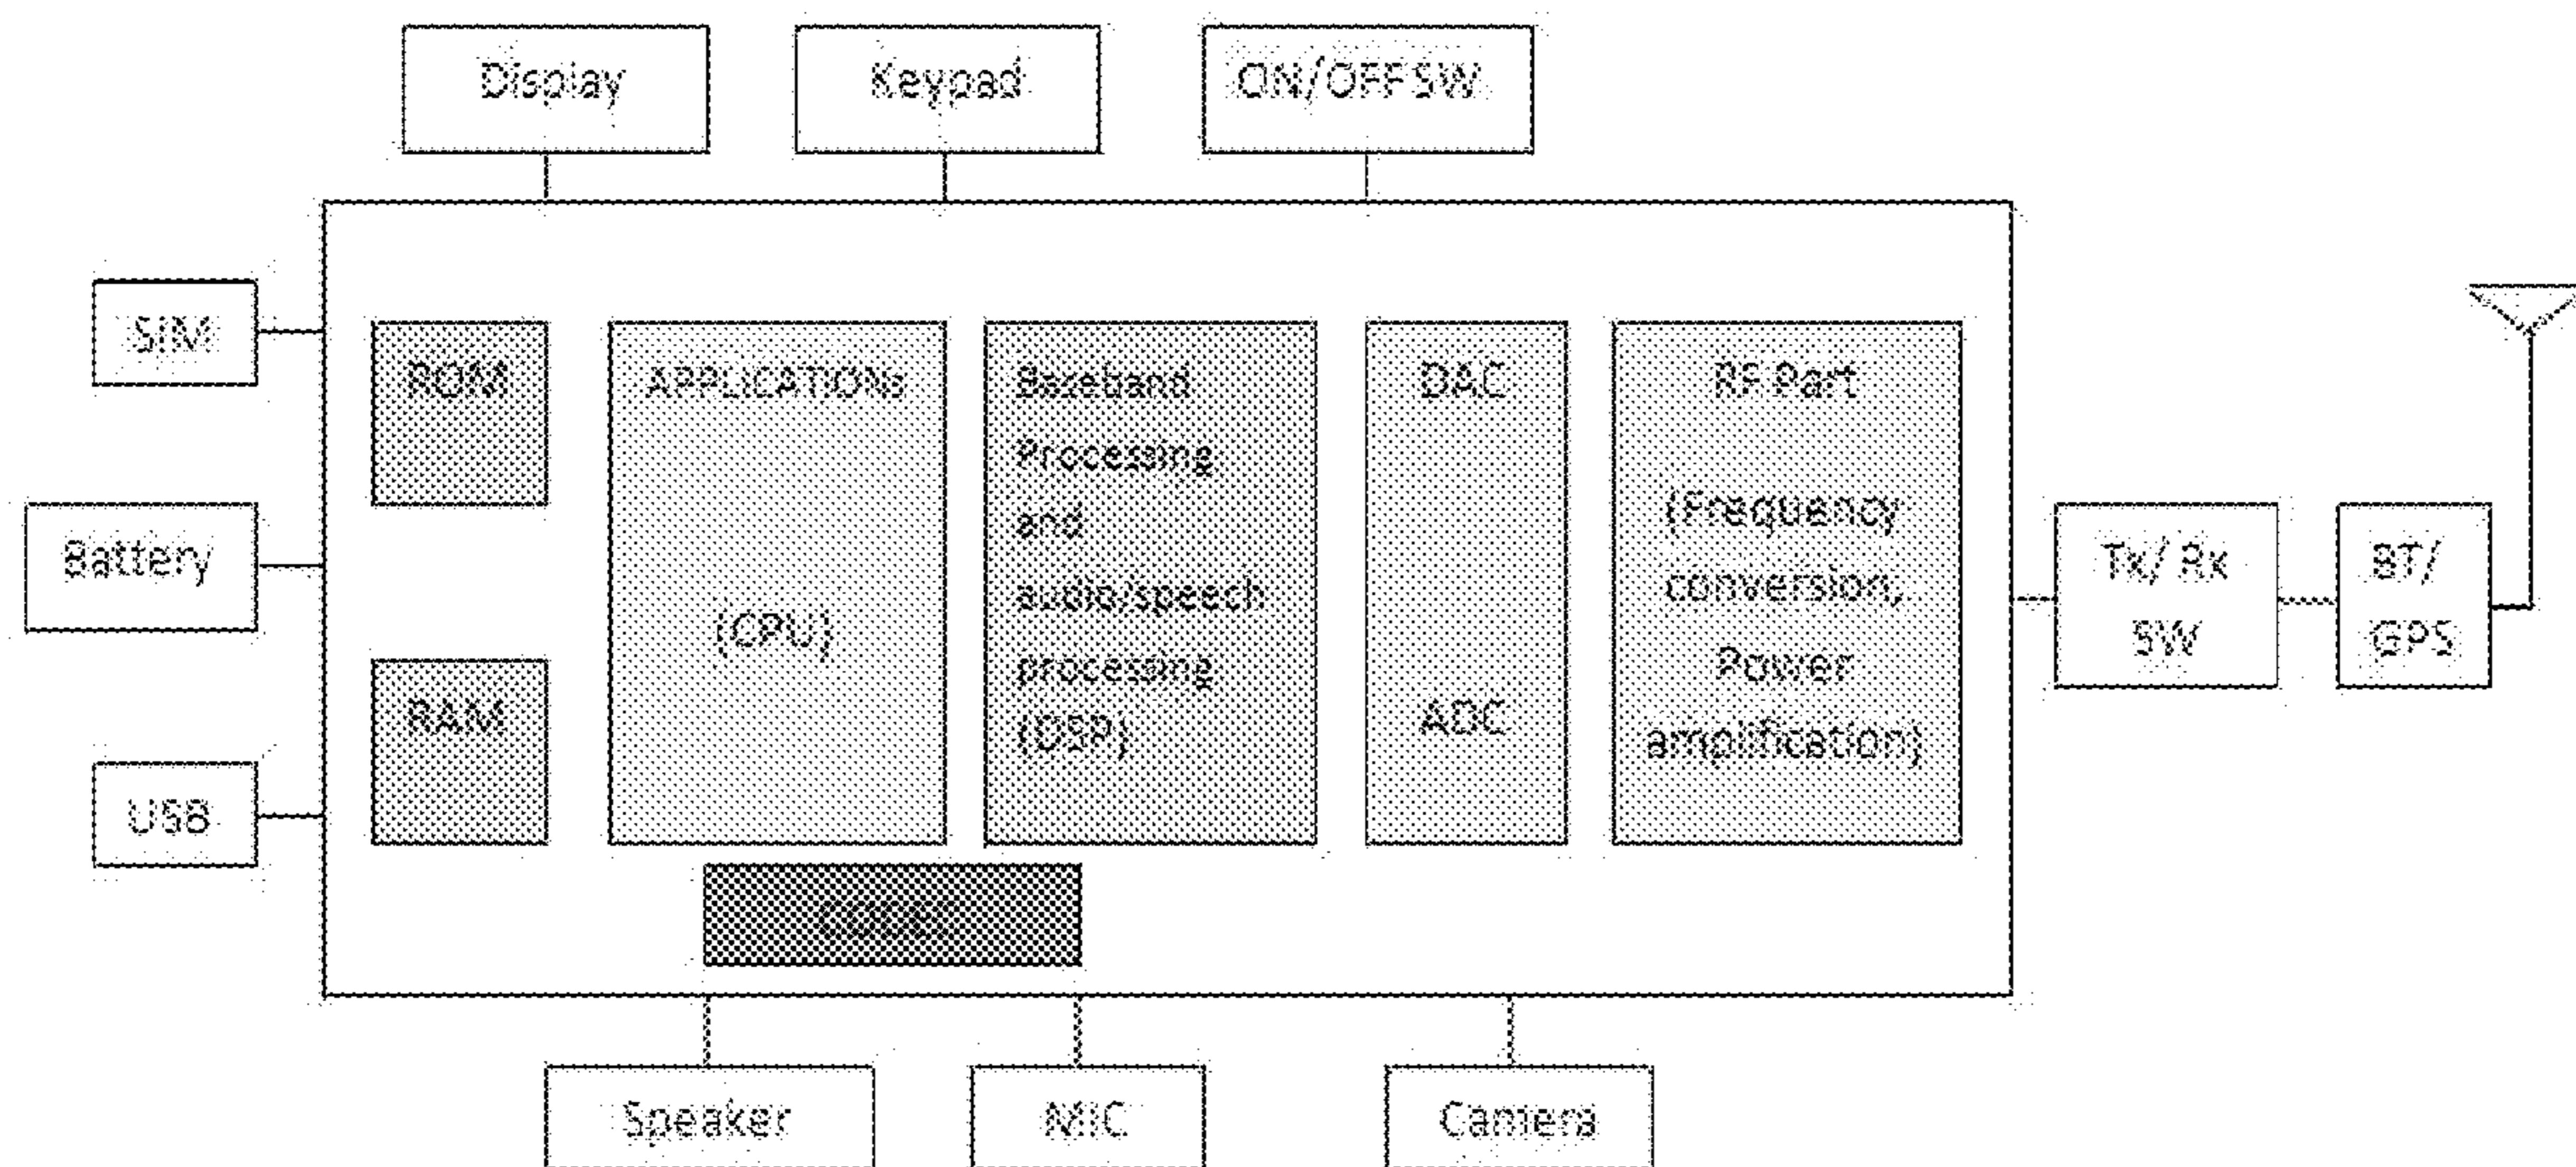 Display
Keypad
ON/OFF SW
SIM
Battery
USB
ROM
RAM
APPLICATIONs
(CPU)
Baseband
Processing
and
audio/speech
processing
(DSP)
DAC
ADC
RF Part
(Frequency
conversion,
Power
amplification)
Tx/ Rx
SW
BT/
GPS
CODEC
Speaker
MIC
Camera